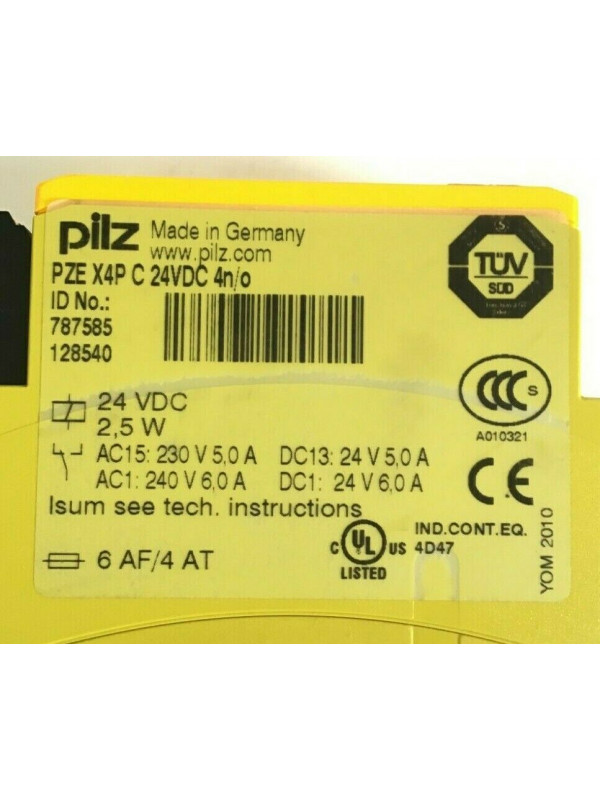 pilz Made in Germany
www.pilz.com
PZE X4P C 24VDC 4n/o
ID No.:
787585
128540
TÜV
SÜD
CCC S
A010321
24 VDC
2,5 W
AC15: 230 V 5,0 A DC13: 24 V 5,0 A
AC1: 240 V 6,0 A DC1: 24 V 6,0 A
Isum see tech. instructions
CE
6 AF/4 AT
C UL US
LISTED
IND.CONT.EQ.
4D47
YOM 2010